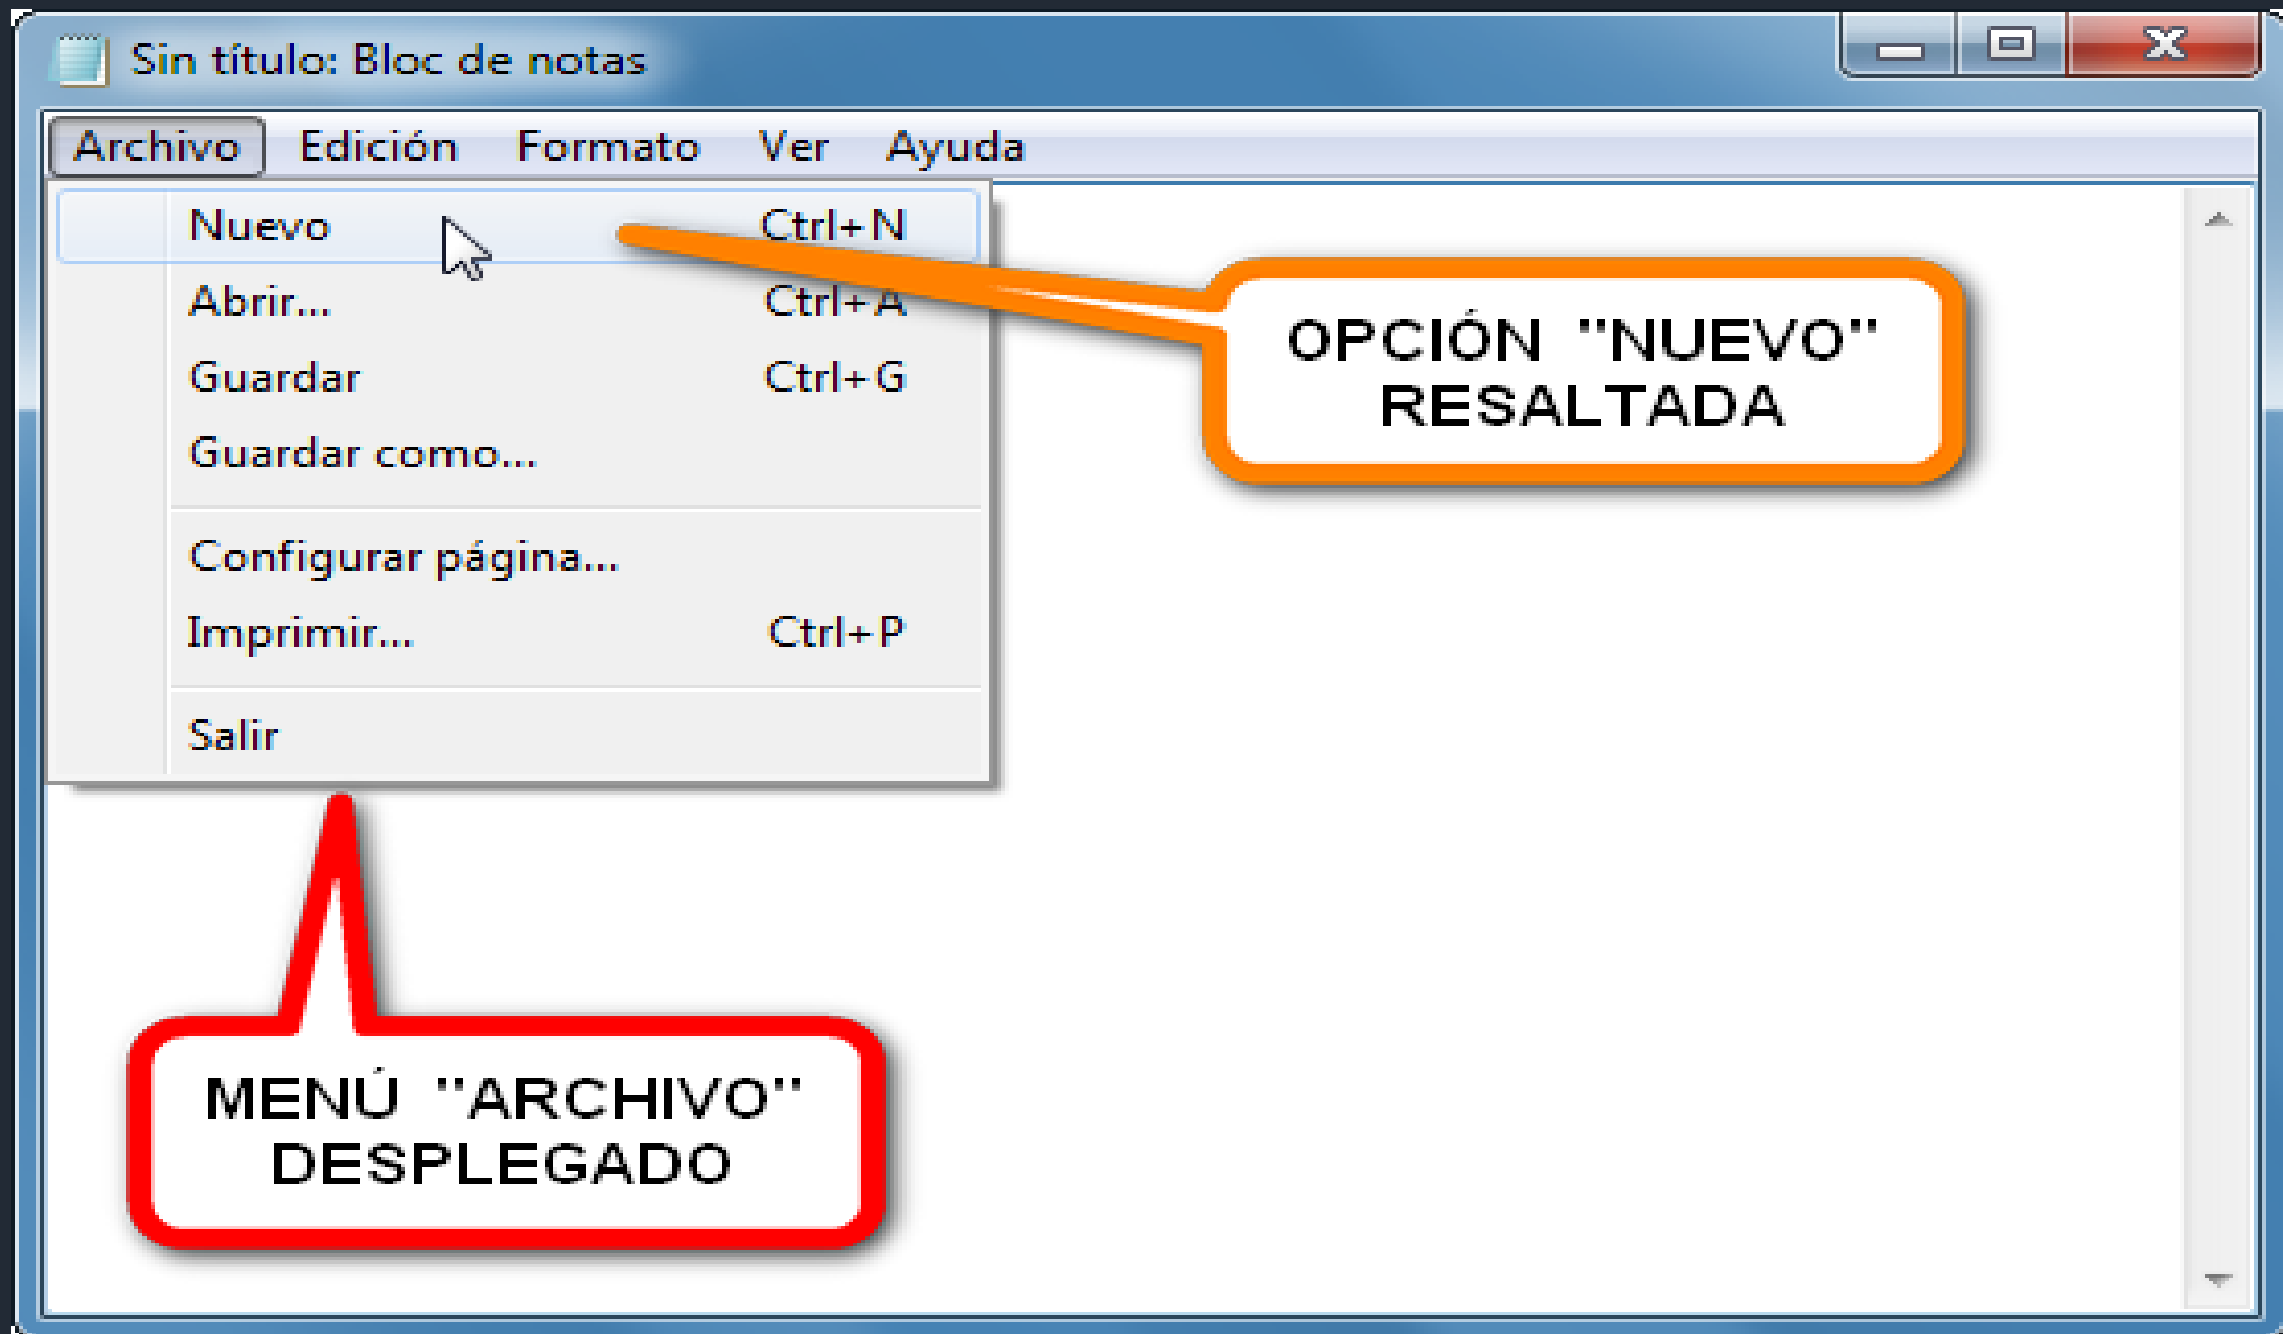 Sin título: Bloc de notas
Archivo Edición Formato Ver Ayuda
Nuevo Ctrl+N
Abrir... Ctrl+A
Guardar Ctrl+G
Guardar como...
Configurar página...
Imprimir... Ctrl+P
Salir
OPCIÓN "NUEVO"
RESALTADA
MENÚ "ARCHIVO"
DESPLEGADO